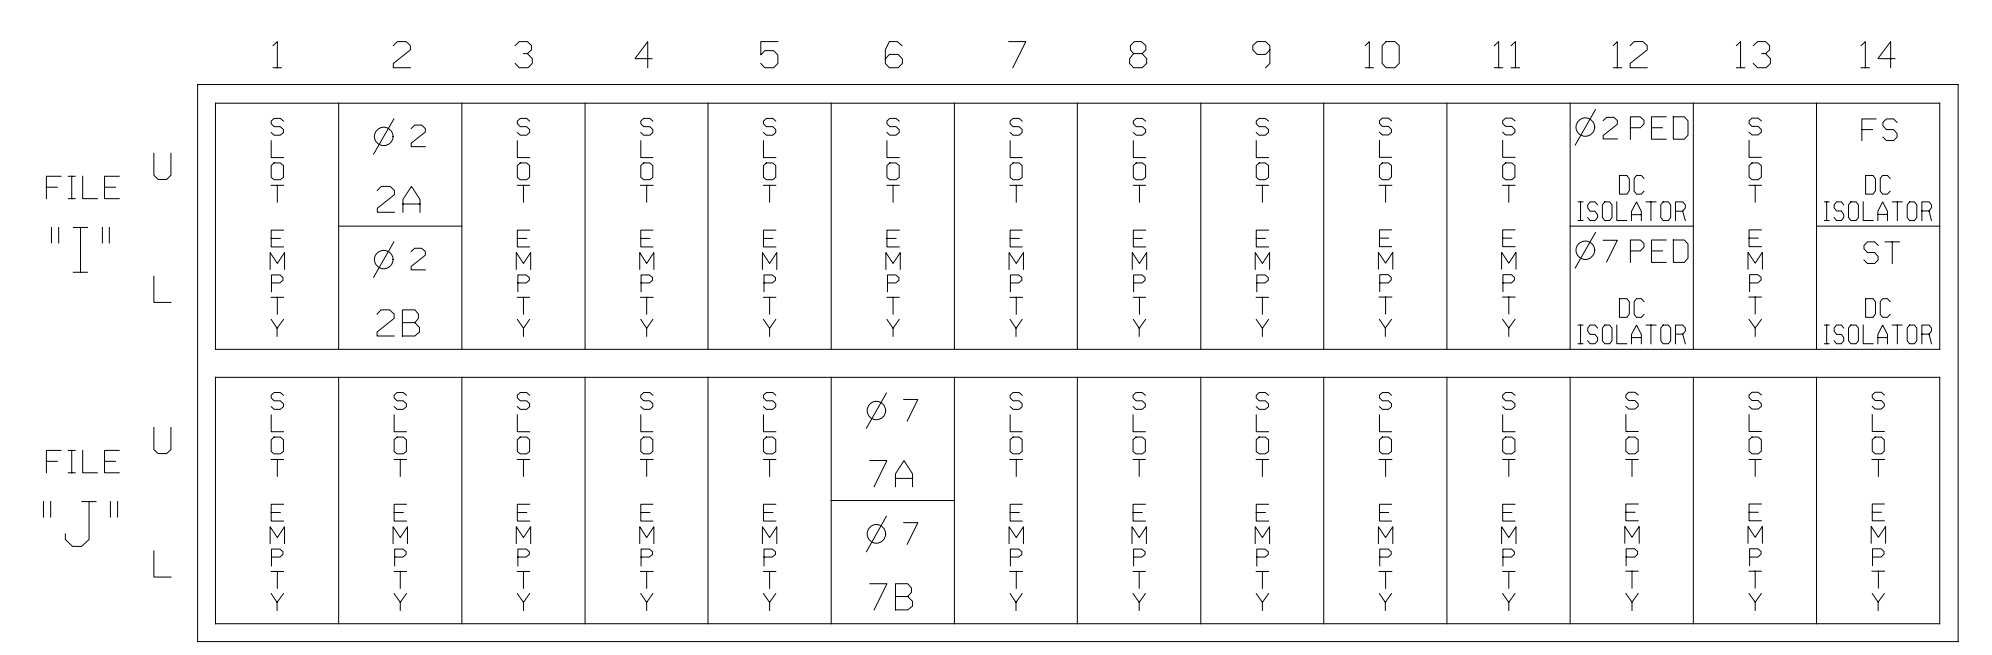 1 2 3 4 5 6 7 8 9 10 11 12 13 14
FILE "I"
U
L
SLOT EMPTY
Ø 2
2A
Ø 2
2B
SLOT EMPTY
SLOT EMPTY
SLOT EMPTY
SLOT EMPTY
SLOT EMPTY
SLOT EMPTY
SLOT EMPTY
SLOT EMPTY
SLOT EMPTY
Ø2 PED
DC
ISOLATOR
Ø7 PED
DC
ISOLATOR
SLOT EMPTY
FS
DC
ISOLATOR
ST
DC
ISOLATOR
FILE "J"
U
L
SLOT EMPTY
SLOT EMPTY
SLOT EMPTY
SLOT EMPTY
SLOT EMPTY
Ø 7
7A
Ø 7
7B
SLOT EMPTY
SLOT EMPTY
SLOT EMPTY
SLOT EMPTY
SLOT EMPTY
SLOT EMPTY
SLOT EMPTY
SLOT EMPTY